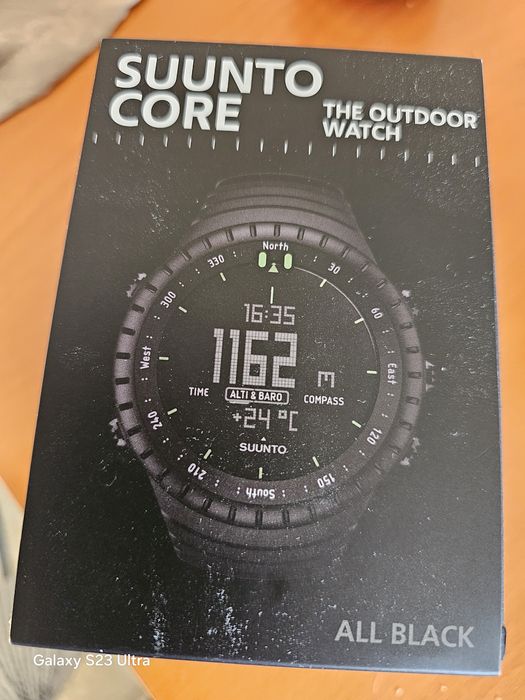 SUUNTO
CORE
THE OUTDOOR
WATCH
North
330
30
300
60
West
East
240
120
210
150
South
16:35
1162 m
TIME
ALTI & BARO
COMPASS
+24 °C
SUUNTO
ALL BLACK
Galaxy S23 Ultra